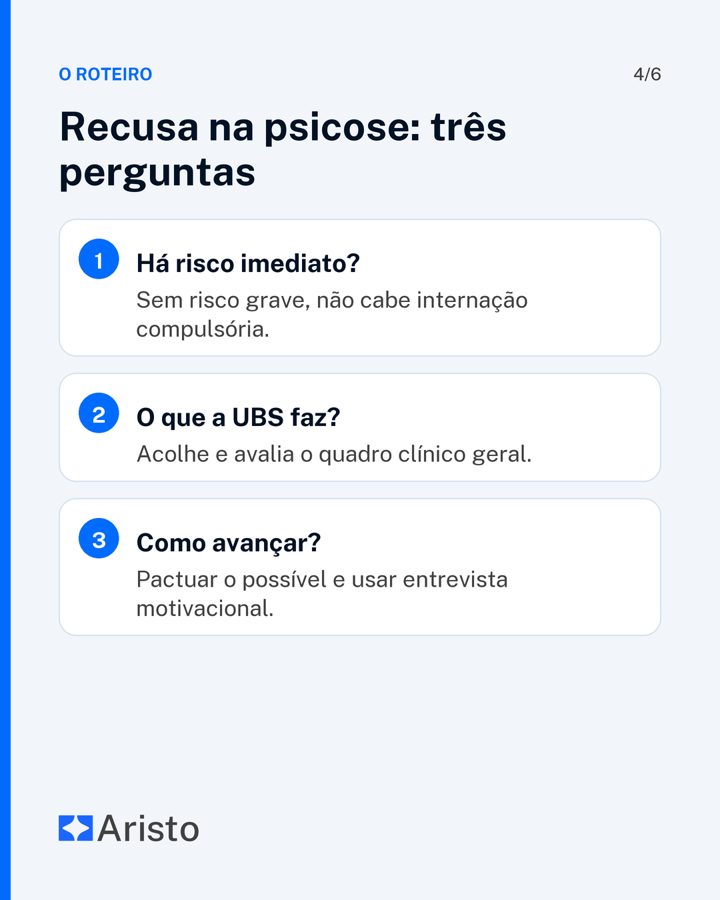 O ROTEIRO
4/6
Recusa na psicose: três
perguntas
1
Há risco imediato?
Sem risco grave, não cabe internação
compulsória.
2
O que a UBS faz?
Acolhe e avalia o quadro clínico geral.
3
Como avançar?
Pactuar o possível e usar entrevista
motivacional.
Aristo